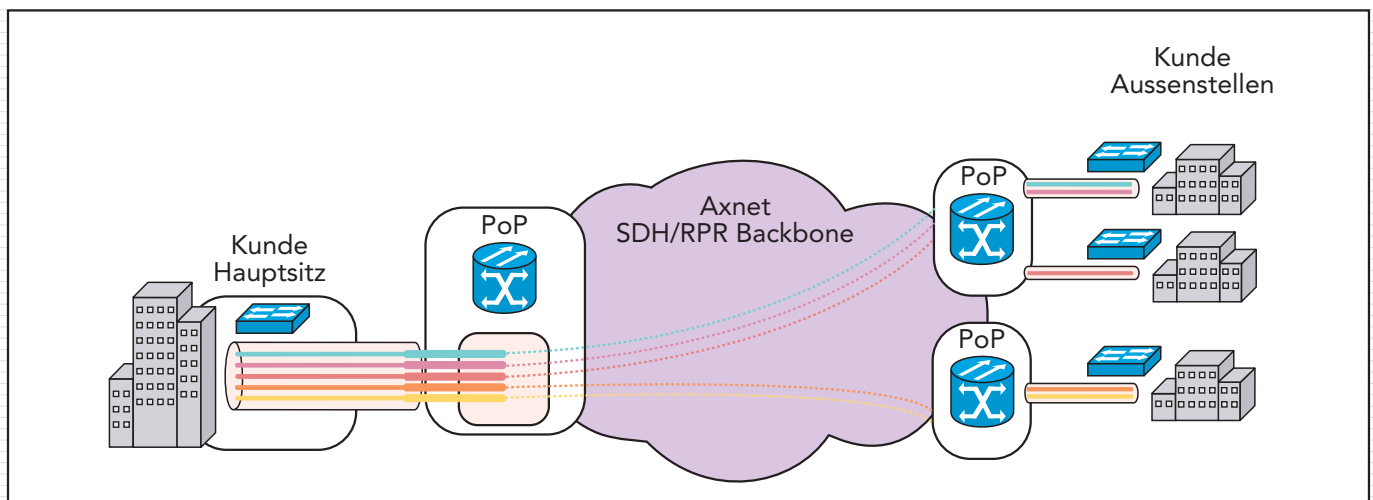 Kunde
Aussenstellen
PoP
Axnet
SDH/RPR Backbone
PoP
Kunde
Hauptsitz
PoP